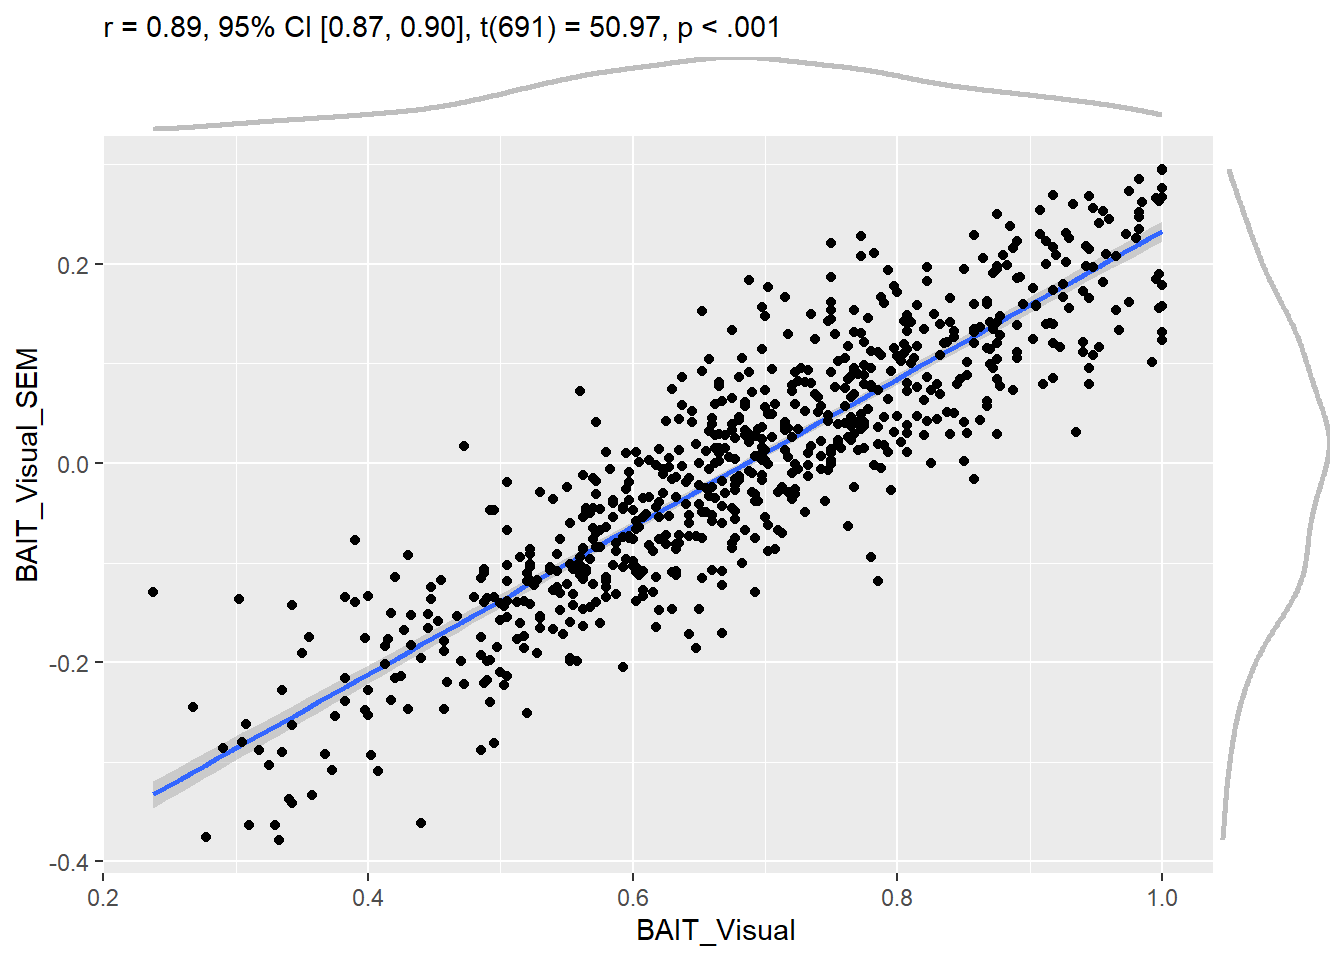 r = 0.89, 95% CI [0.87, 0.90], t(691) = 50.97, p < .001
BAIT_Visual_SEM
0.2
0.0
-0.2
-0.4
0.2 0.4 0.6 0.8 1.0
BAIT_Visual